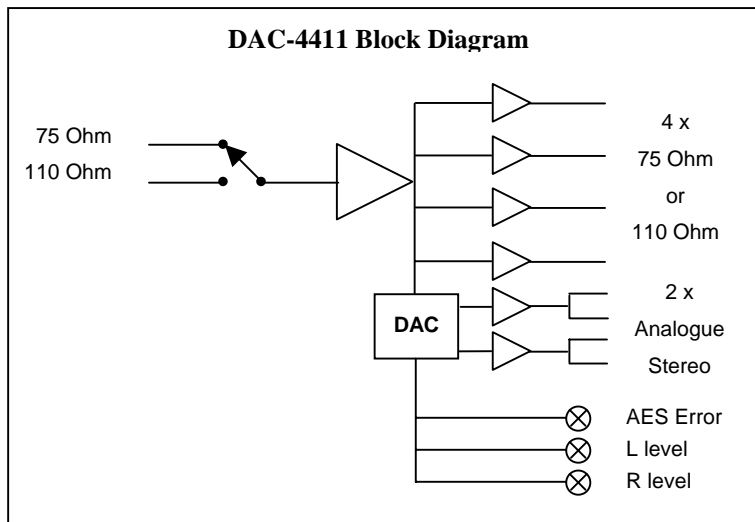 DAC-4411 Block Diagram
75 Ohm
110 Ohm
4 x
75 Ohm
or
110 Ohm
DAC
2 x
Analogue
Stereo
AES Error
L level
R level